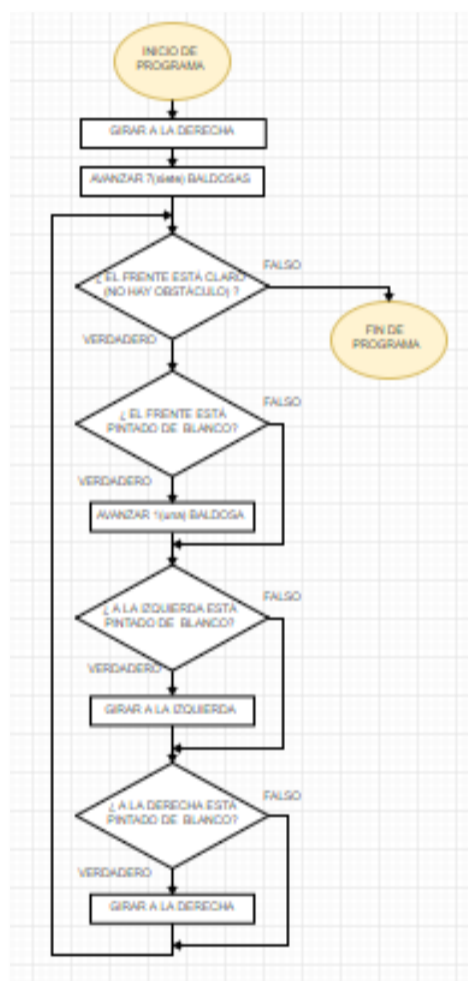 INICIO DE
PROGRAMA
GIRAR A LA DERECHA
AVANZAR 7(siete) BALDOSAS
¿ EL FRENTE ESTÁ CLARO
(NO HAY OBSTÁCULO) ?
FALSO
FIN DE
PROGRAMA
VERDADERO
¿ EL FRENTE ESTÁ
PINTADO DE BLANCO?
FALSO
VERDADERO
AVANZAR 1(una) BALDOSA
¿ A LA IZQUIERDA ESTÁ
PINTADO DE BLANCO?
FALSO
VERDADERO
GIRAR A LA IZQUIERDA
¿ A LA DERECHA ESTÁ
PINTADO DE BLANCO?
FALSO
VERDADERO
GIRAR A LA DERECHA